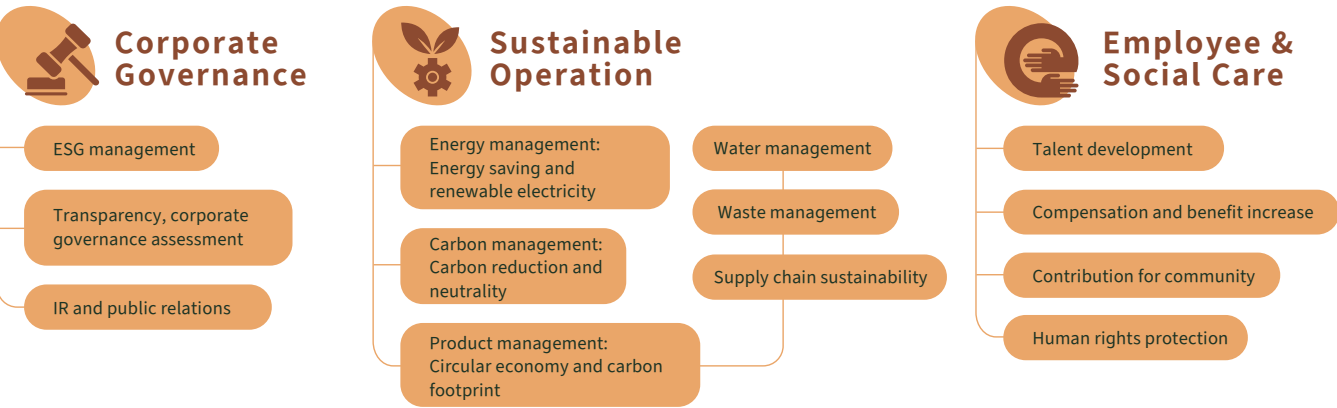 Corporate
Governance
ESG management
Transparency, corporate
governance assessment
IR and public relations
Sustainable
Operation
Energy management:
Energy saving and
renewable electricity
Carbon management:
Carbon reduction and
neutrality
Product management:
Circular economy and carbon
footprint
Water management
Waste management
Supply chain sustainability
Employee &
Social Care
Talent development
Compensation and benefit increase
Contribution for community
Human rights protection